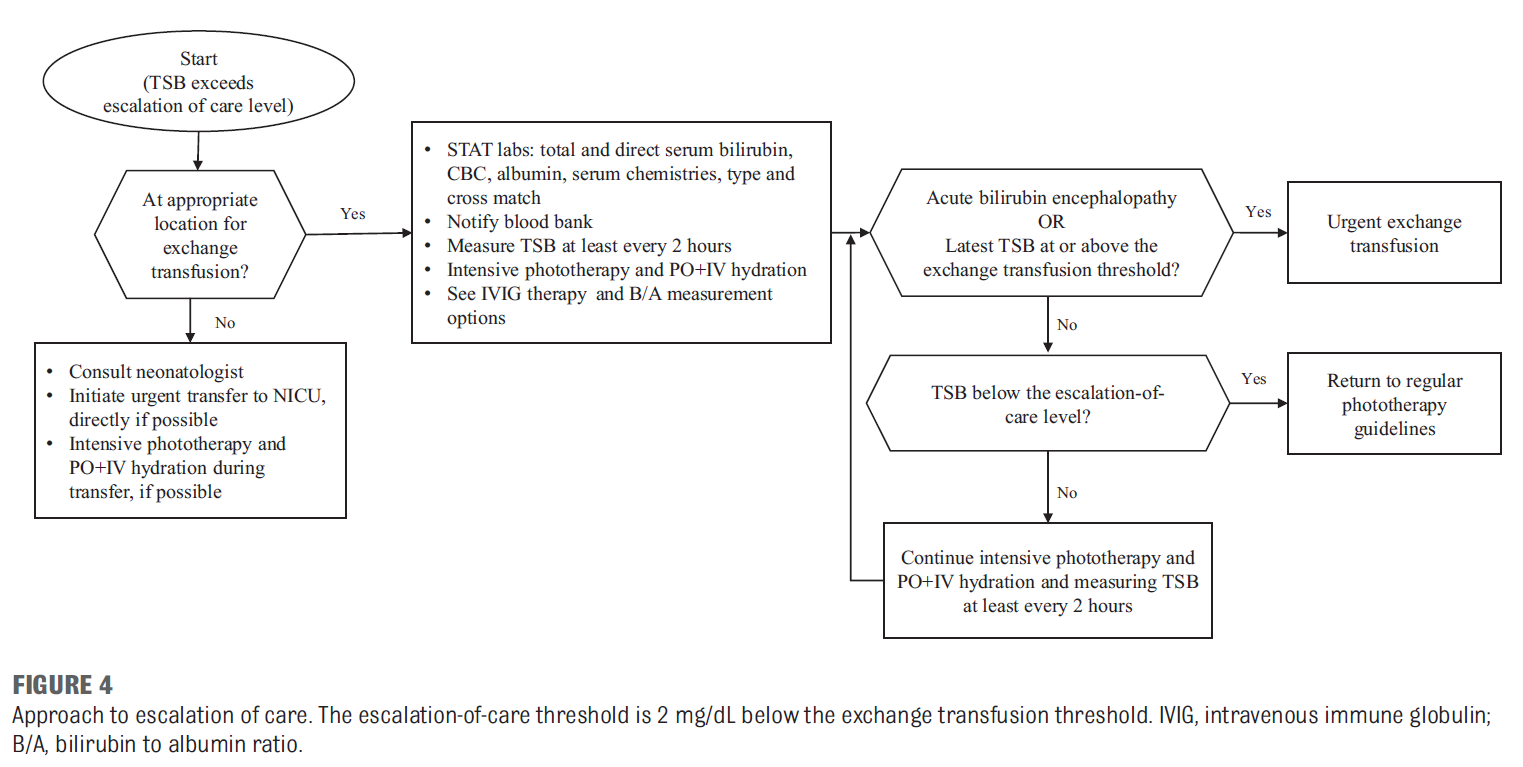 Start
(TSB exceeds
escalation of care level)
At appropriate
location for
exchange
transfusion?
Yes
No
• Consult neonatologist
• Initiate urgent transfer to NICU,
directly if possible
• Intensive phototherapy and
PO+IV hydration during
transfer, if possible
• STAT labs: total and direct serum bilirubin,
CBC, albumin, serum chemistries, type and
cross match
• Notify blood bank
• Measure TSB at least every 2 hours
• Intensive phototherapy and PO+IV hydration
• See IVIG therapy and B/A measurement
options
Acute bilirubin encephalopathy
OR
Latest TSB at or above the
exchange transfusion threshold?
Yes
Urgent exchange
transfusion
No
TSB below the escalation-of-
care level?
Yes
Return to regular
phototherapy
guidelines
No
Continue intensive phototherapy and
PO+IV hydration and measuring TSB
at least every 2 hours
FIGURE 4
Approach to escalation of care. The escalation-of-care threshold is 2 mg/dL below the exchange transfusion threshold. IVIG, intravenous immune globulin;
B/A, bilirubin to albumin ratio.